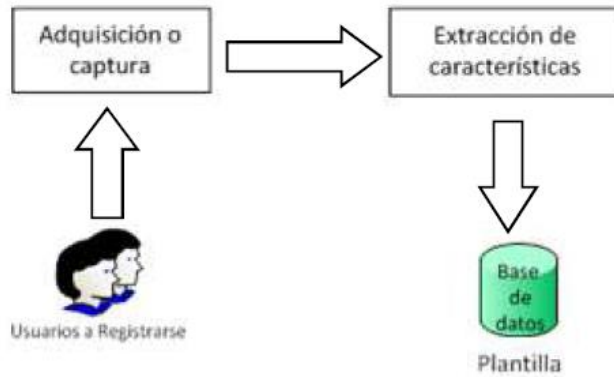 Adquisición o
captura
Extracción de
características
Usuarios a Registrarse
Base
de
datos
Plantilla